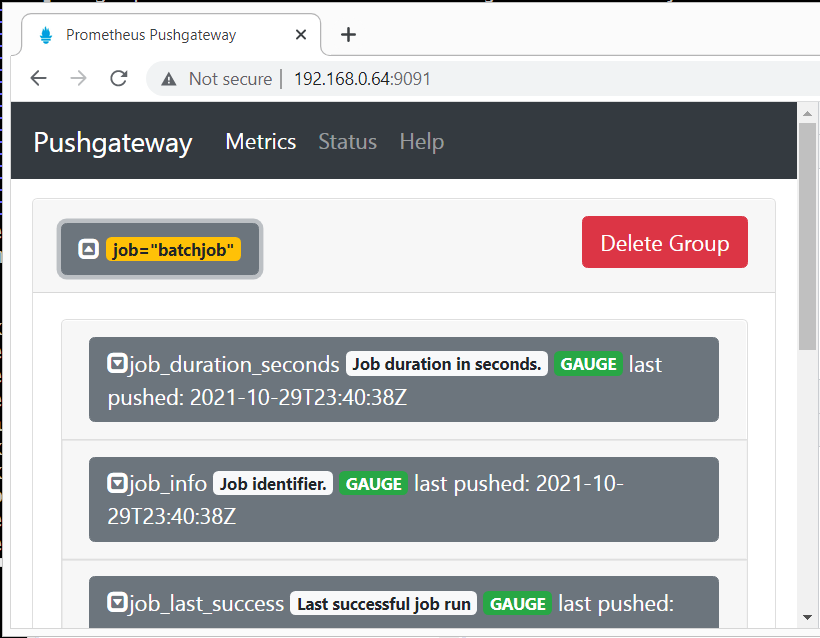 Prometheus Pushgateway
Not secure | 192.168.0.64:9091
Pushgateway Metrics Status Help
job="batchjob" Delete Group
job_duration_seconds Job duration in seconds. GAUGE last
pushed: 2021-10-29T23:40:38Z
job_info Job identifier. GAUGE last pushed: 2021-10-
29T23:40:38Z
job_last_success Last successful job run GAUGE last pushed: